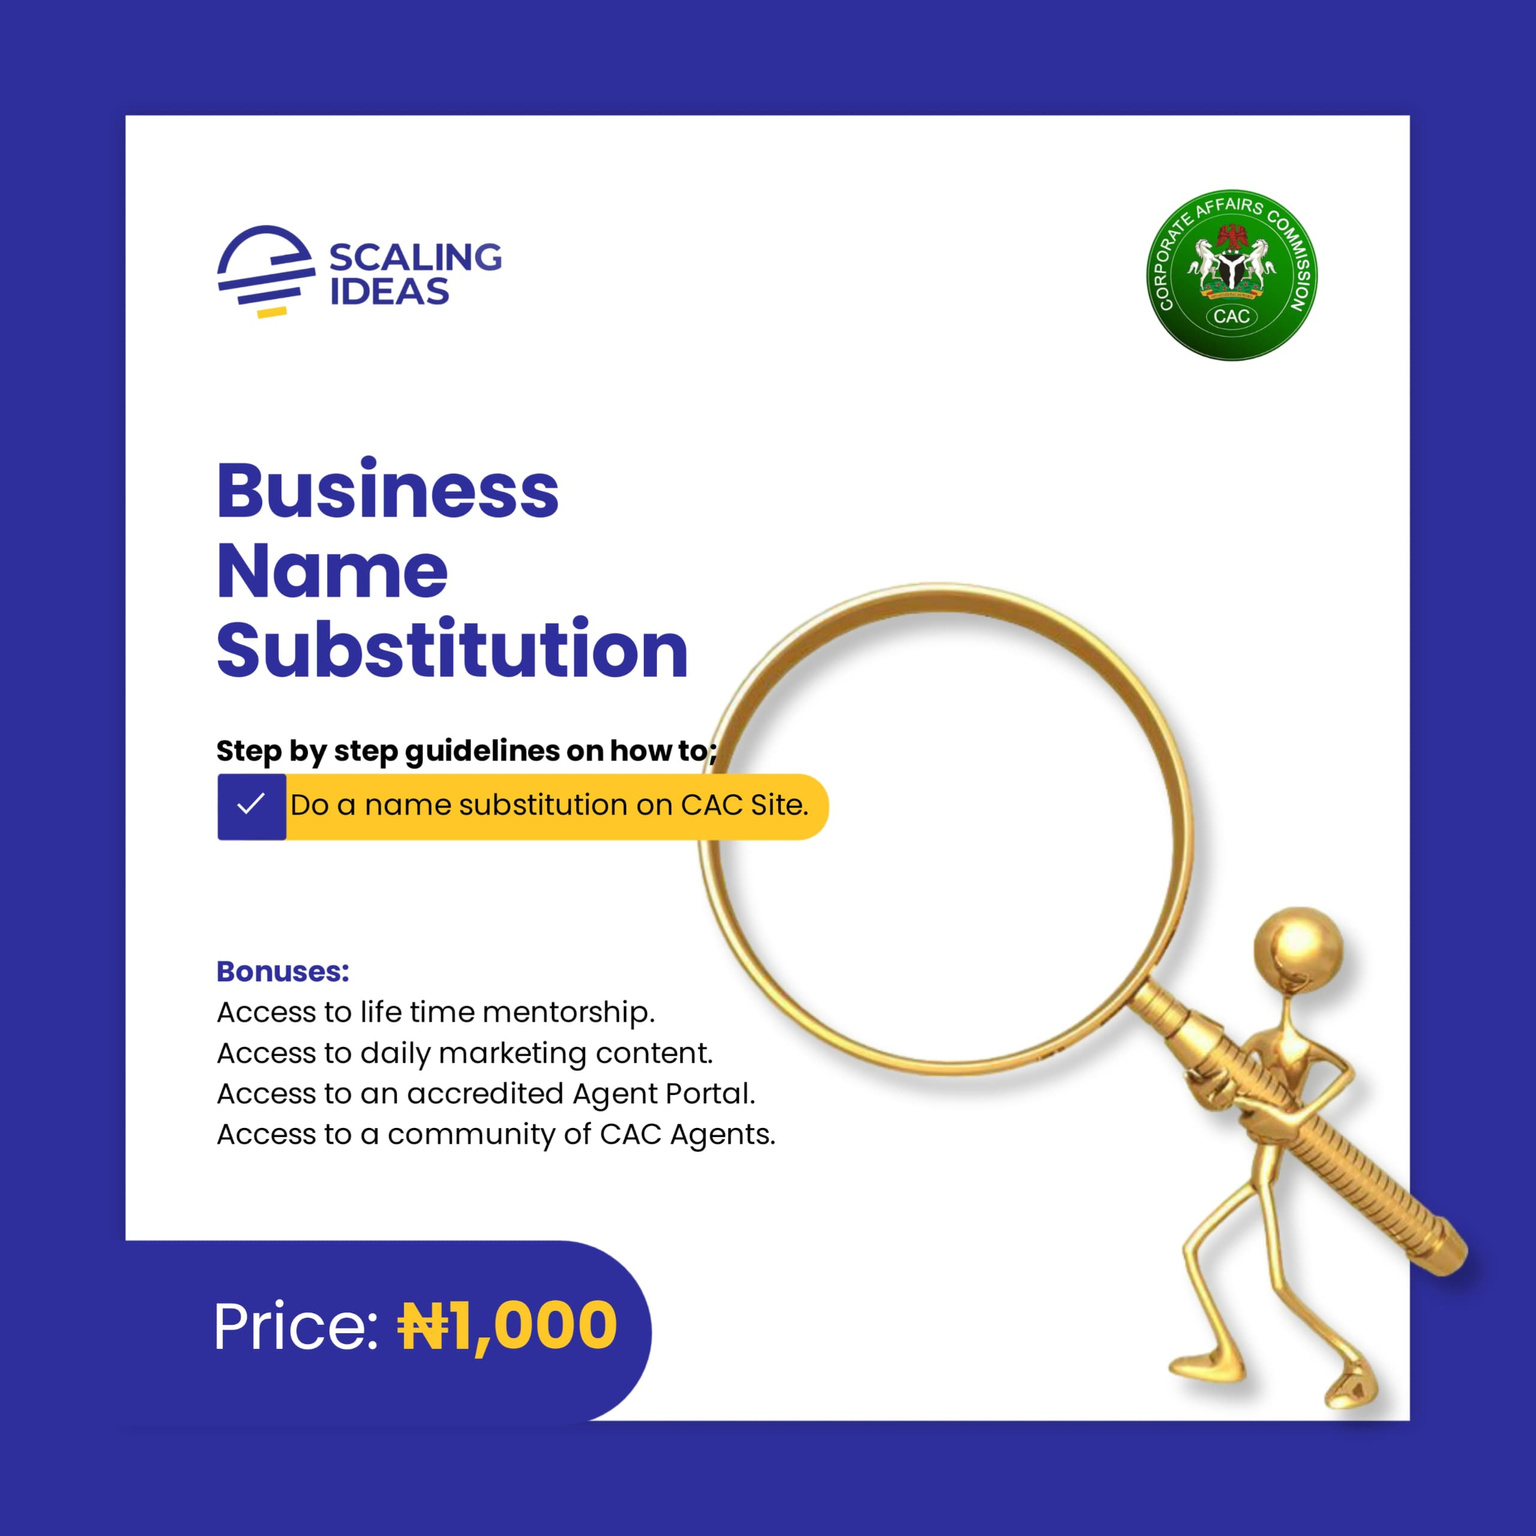 SCALING
IDEAS
CORPORATE AFFAIRS COMMISSION
CAC
Business
Name
Substitution
Step by step guidelines on how to;
Do a name substitution on CAC Site.
Bonuses:
Access to life time mentorship.
Access to daily marketing content.
Access to an accredited Agent Portal.
Access to a community of CAC Agents.
Price: ₦1,000